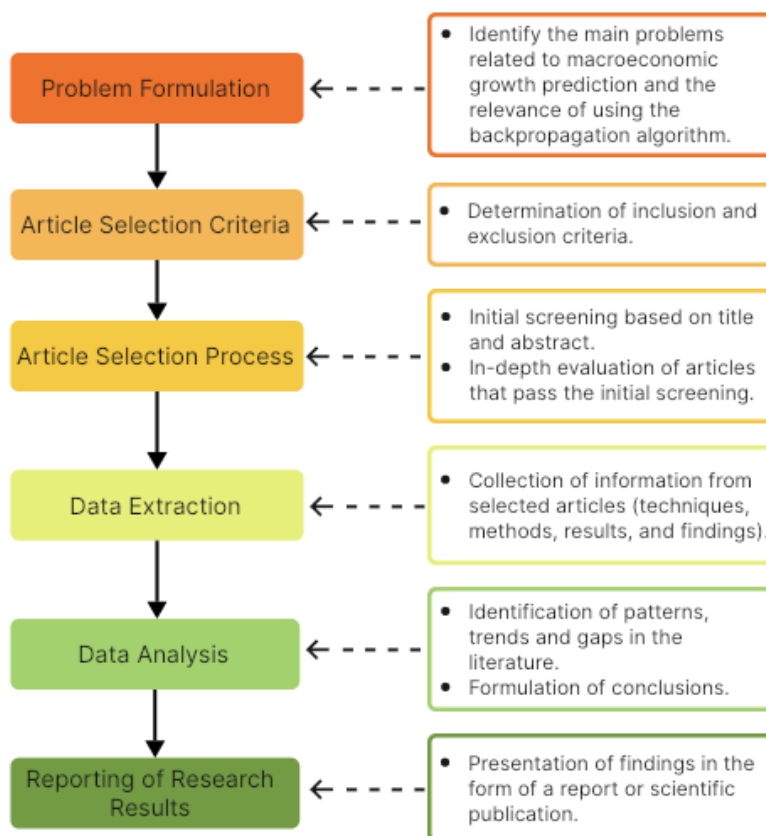 Problem Formulation
• Identify the main problems
related to macroeconomic
growth prediction and the
relevance of using the
backpropagation algorithm.
Article Selection Criteria
• Determination of inclusion and
exclusion criteria.
Article Selection Process
• Initial screening based on title
and abstract.
• In-depth evaluation of articles
that pass the initial screening.
Data Extraction
• Collection of information from
selected articles (techniques,
methods, results, and findings).
Data Analysis
• Identification of patterns,
trends and gaps in the
literature.
• Formulation of conclusions.
Reporting of Research
Results
• Presentation of findings in the
form of a report or scientific
publication.